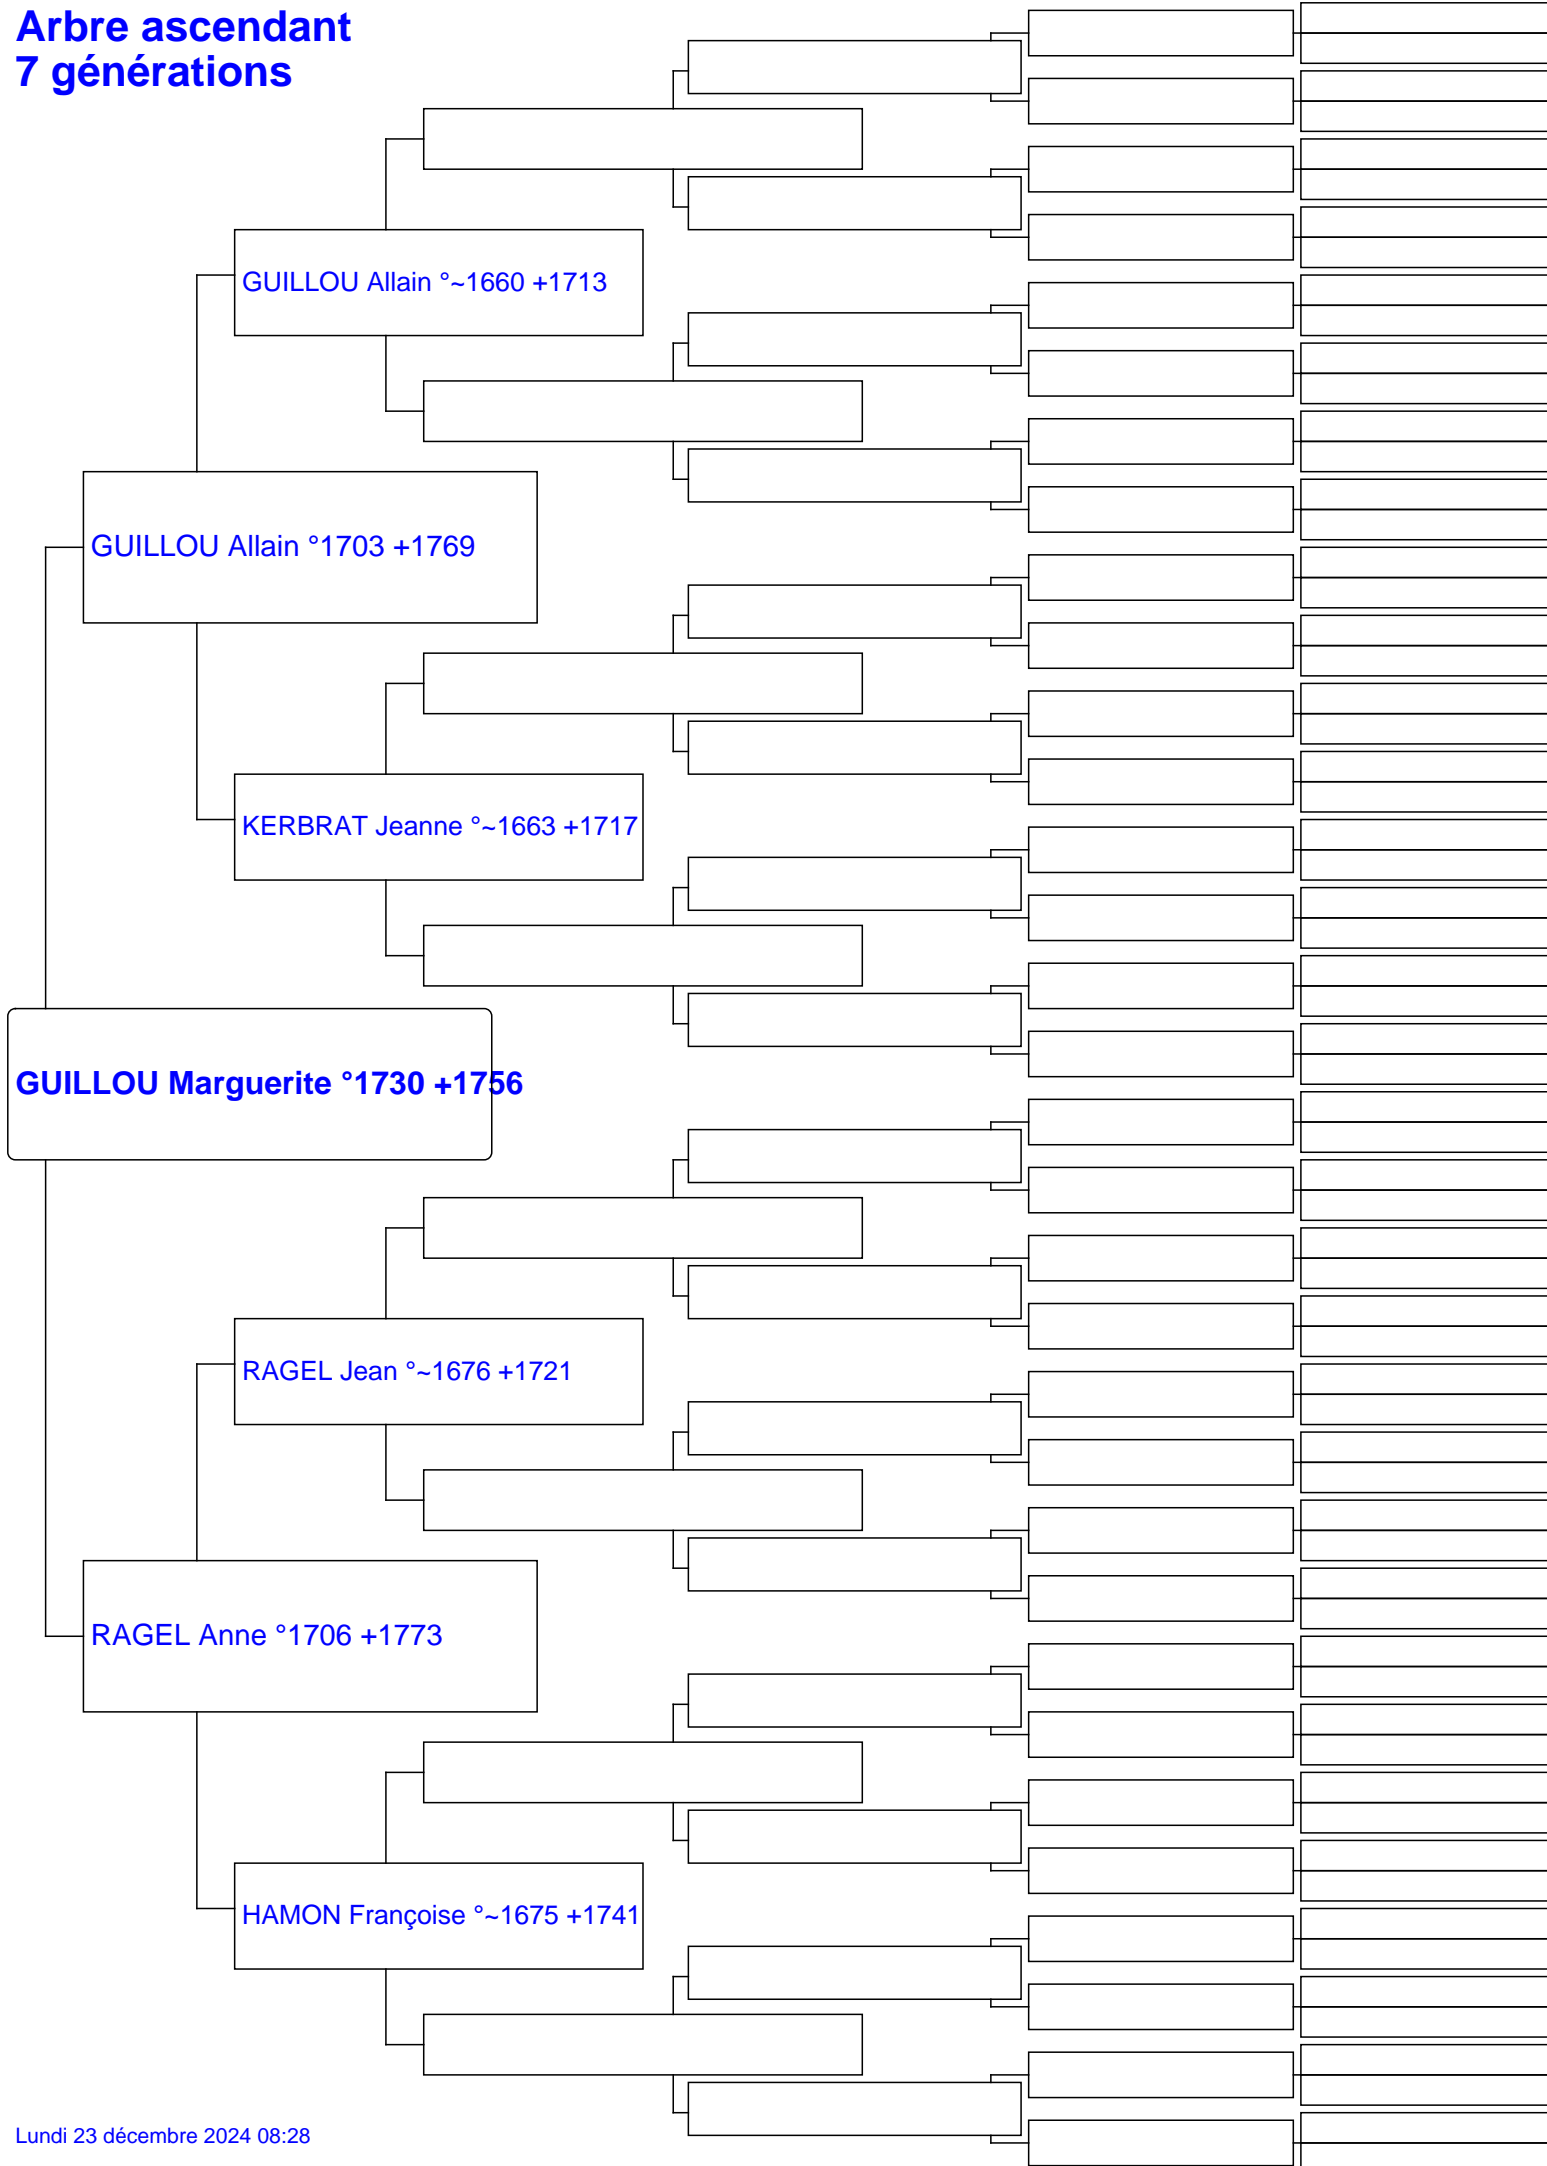 Arbre ascendant
7 générations
GUILLOU Allain °~1660 +1713
GUILLOU Allain °1703 +1769
KERBRAT Jeanne °~1663 +1717
GUILLOU Marguerite °1730 +1756
RAGEL Jean °~1676 +1721
RAGEL Anne °1706 +1773
HAMON Françoise °~1675 +1741
Lundi 23 décembre 2024 08:28